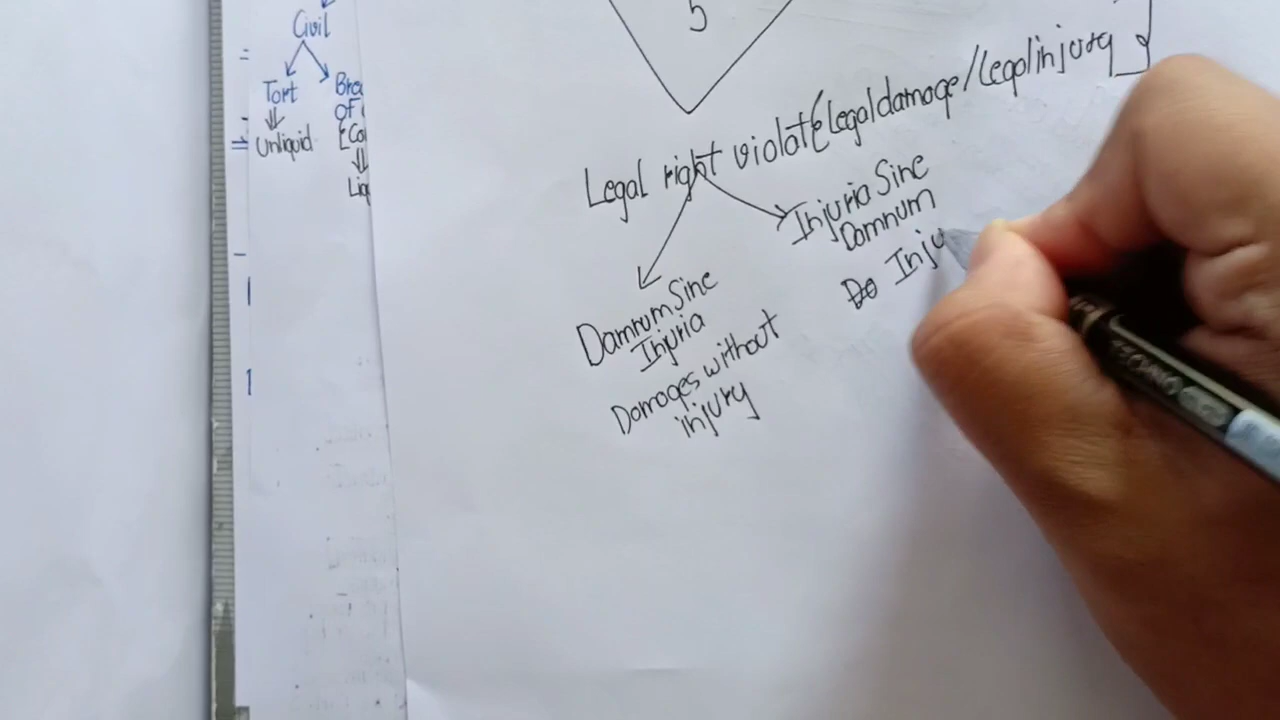 Civil
Tort
Unliquid
5
Legal right violate (legal damage / Legal injury
Injuria Sine
Damnum
Do Inju
Damnum Sine
Injuria
Damages without
injury
TECHNO